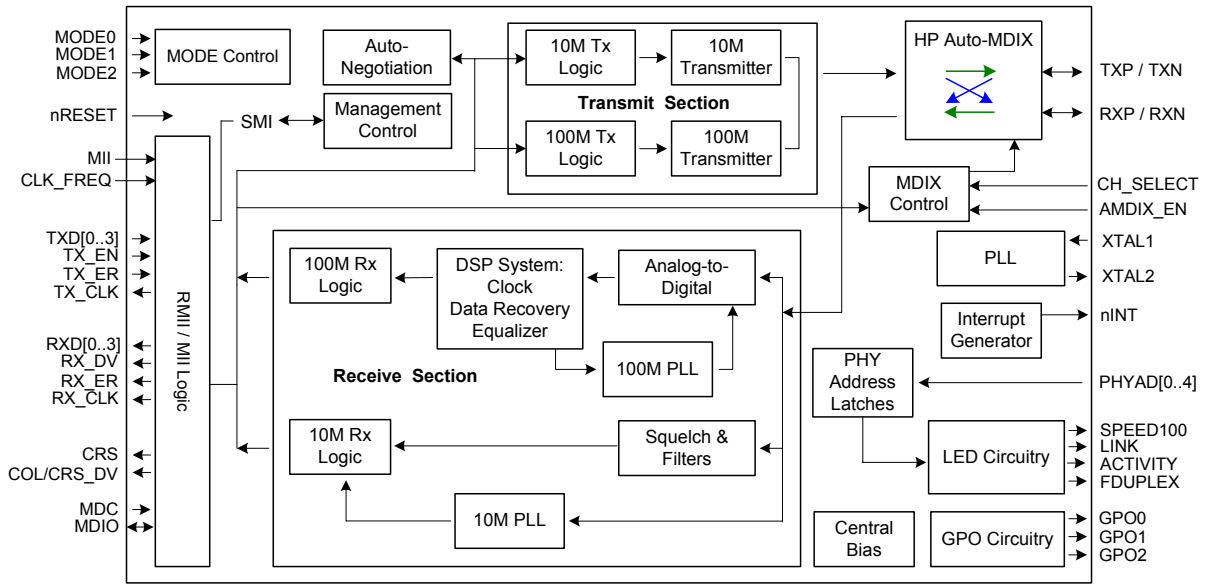 MODE0
MODE1
MODE2
nRESET
MII
CLK_FREQ
TXD[0..3]
TX_EN
TX_ER
TX_CLK
RXD[0..3]
RX_DV
RX_ER
RX_CLK
CRS
COL/CRS_DV
MDC
MDIO
MODE Control
Auto-
Negotiation
SMI
Management
Control
RMII / MII Logic
10M Tx
Logic
10M
Transmitter
Transmit Section
100M Tx
Logic
100M
Transmitter
HP Auto-MDIX
MDIX
Control
100M Rx
Logic
DSP System:
Clock
Data Recovery
Equalizer
Analog-to-
Digital
100M PLL
Receive Section
10M Rx
Logic
Squelch &
Filters
10M PLL
PLL
Interrupt
Generator
PHY
Address
Latches
LED Circuitry
Central
Bias
GPO Circuitry
TXP / TXN
RXP / RXN
CH_SELECT
AMDIX_EN
XTAL1
XTAL2
nINT
PHYAD[0..4]
SPEED100
LINK
ACTIVITY
FDUPLEX
GPO0
GPO1
GPO2